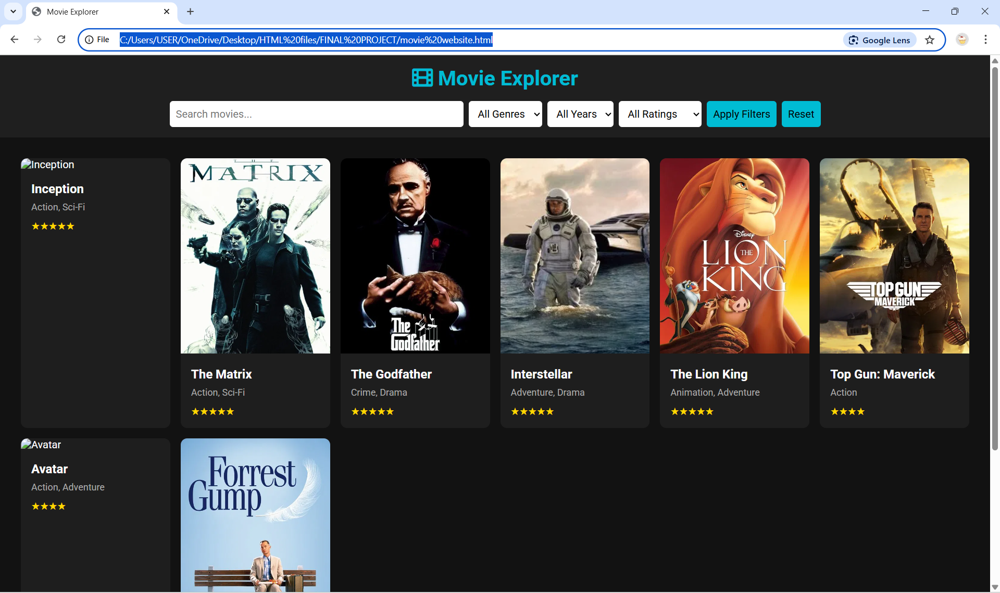 Movie Explorer
File C:/Users/USER/OneDrive/Desktop/HTML%20files/FINAL%20PROJECT/movie%20website.html Google Lens
Movie Explorer
Search movies... All Genres All Years All Ratings Apply Filters Reset
Inception
Inception
Action, Sci-Fi
★★★★★
THE
MATRIX
The Matrix
Action, Sci-Fi
★★★★★
The
Godfather
The Godfather
Crime, Drama
★★★★★
Interstellar
Adventure, Drama
★★★★★
Disney
THE
LION
KING
The Lion King
Animation, Adventure
★★★★★
TOP GUN
MAVERICK
Top Gun: Maverick
Action
★★★★
Avatar
Avatar
Action, Adventure
★★★★
Forrest
Gump